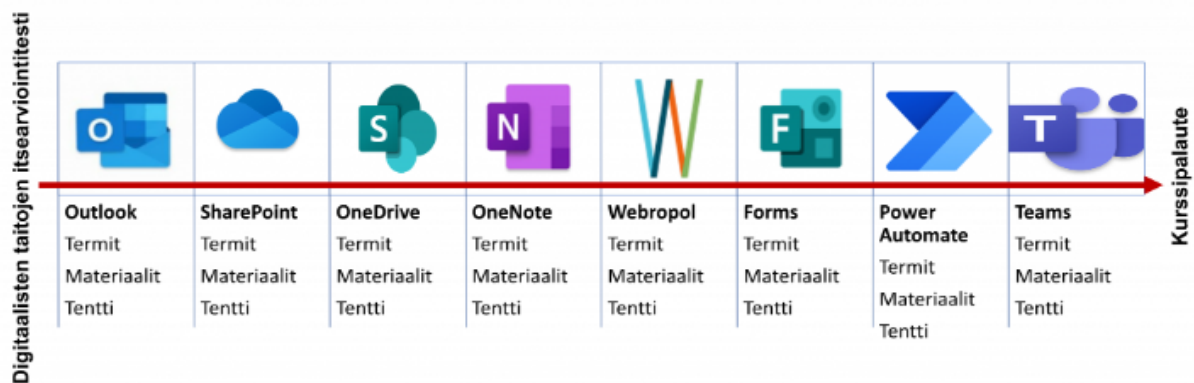 Digitaalisten taitojen itsearviointitesti
O
S
N
F
T
Outlook
Termit
Materiaalit
Tentti
SharePoint
Termit
Materiaalit
Tentti
OneDrive
Termit
Materiaalit
Tentti
OneNote
Termit
Materiaalit
Tentti
Webropol
Termit
Materiaalit
Tentti
Forms
Termit
Materiaalit
Tentti
Power
Automate
Termit
Materiaalit
Tentti
Teams
Termit
Materiaalit
Tentti
Kurssipalaute